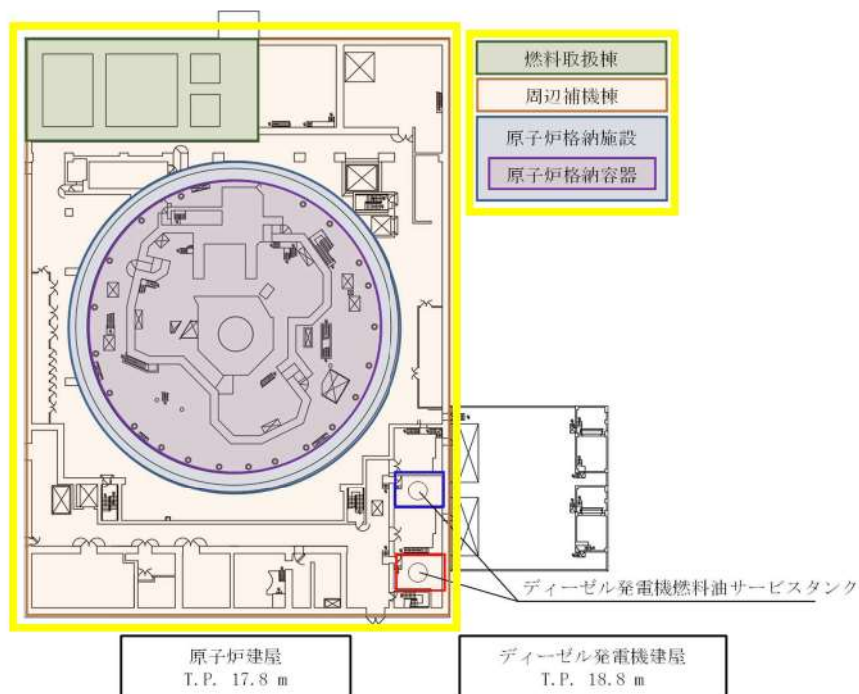 燃料取扱棟
周辺補機棟
原子炉格納施設
原子炉格納容器
ディーゼル発電機燃料油サービスタンク
原子炉建屋
T.P. 17.8 m
ディーゼル発電機建屋
T.P. 18.8 m